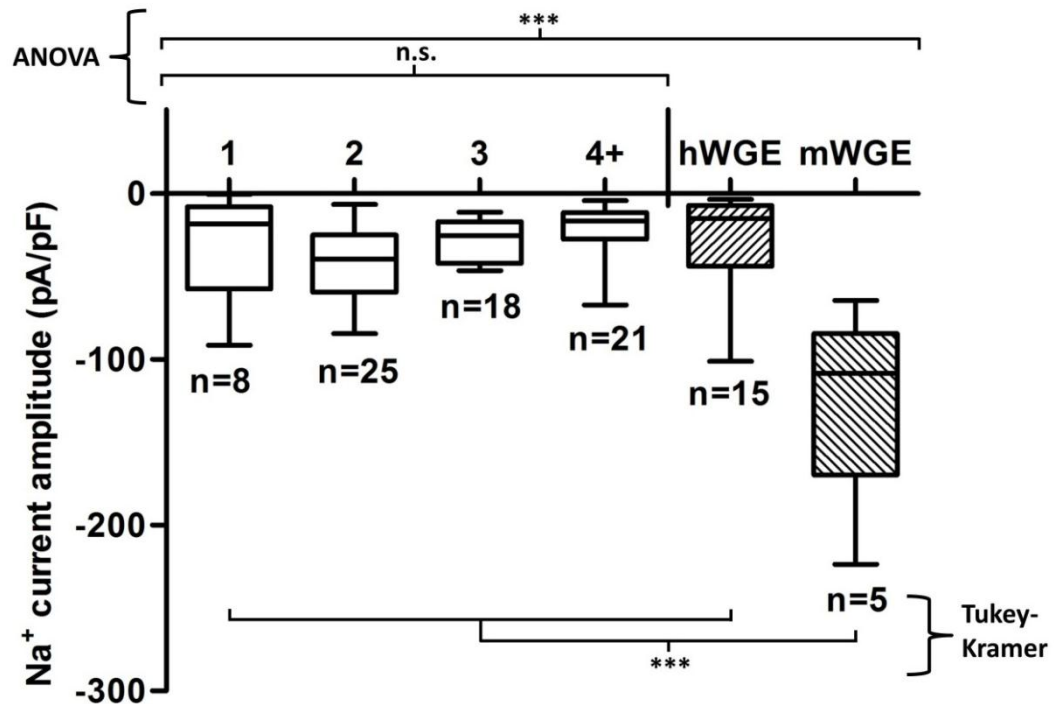 ***
ANOVA
n.s.
1 2 3 4+ hWGE mWGE
0
n=18
n=21
n=8 n=25 n=15
-100
-200
n=5
Tukey-
Kramer
***
-300
Na⁺ current amplitude (pA/pF)